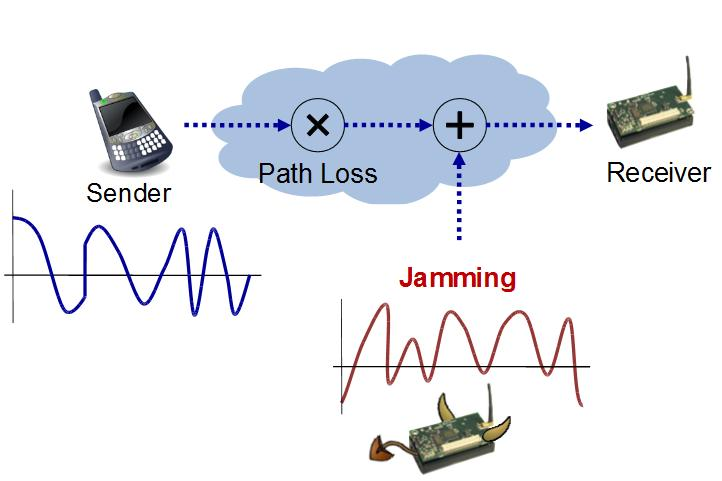 Sender
Path Loss
Receiver
Jamming